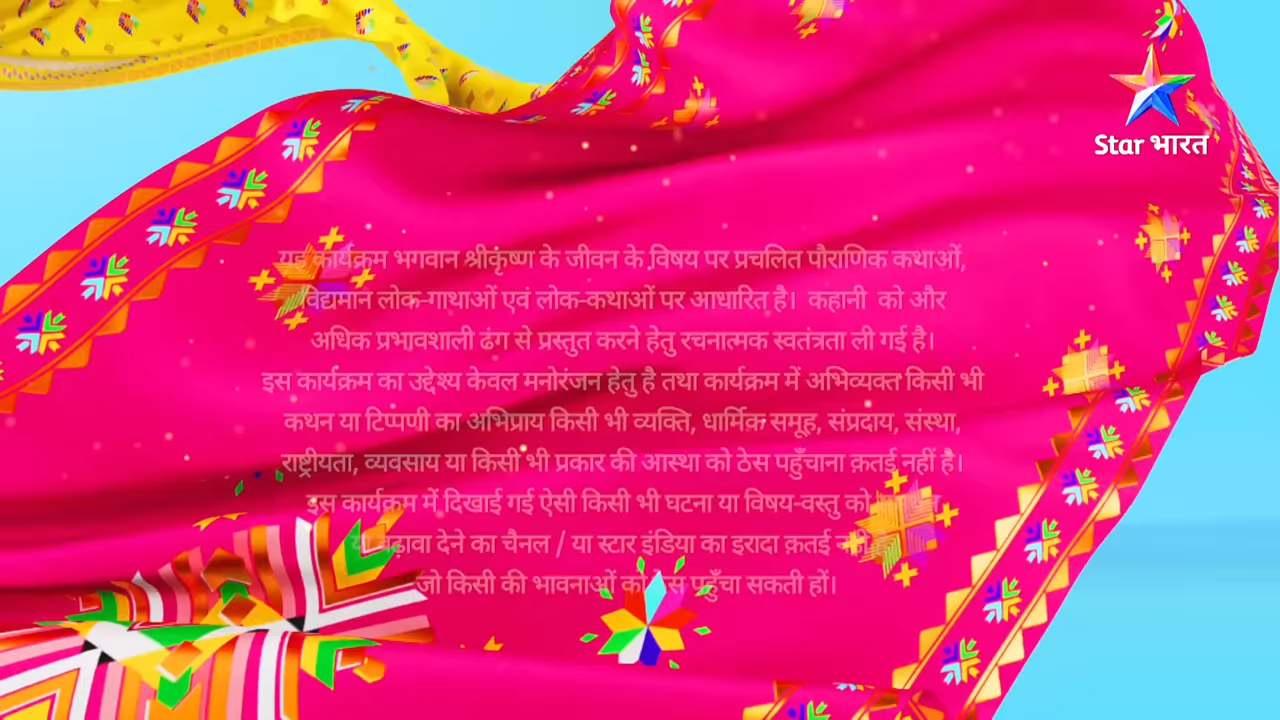 Star भारत
यह कार्यक्रम भगवान श्रीकृष्ण के जीवन के विषय पर प्रचलित पौराणिक कथाओं,
विद्यमान लोक-गाथाओं एवं लोक-कथाओं पर आधारित है। कहानी को और
अधिक प्रभावशाली ढंग से प्रस्तुत करने हेतु रचनात्मक स्वतंत्रता ली गई है।
इस कार्यक्रम का उद्देश्य केवल मनोरंजन हेतु है तथा कार्यक्रम में अभिव्यक्त किसी भी
कथन या टिप्पणी का अभिप्राय किसी भी व्यक्ति, धार्मिक समूह, संप्रदाय, संस्था,
राष्ट्रीयता, व्यवसाय या किसी भी प्रकार की आस्था को ठेस पहुँचाना क़तई नहीं है।
इस कार्यक्रम में दिखाई गई ऐसी किसी भी घटना या विषय-वस्तु को
या बढ़ावा देने का चैनल / या स्टार इंडिया का इरादा क़तई नहीं
जो किसी की भावनाओं को ठेस पहुँचा सकती हों।